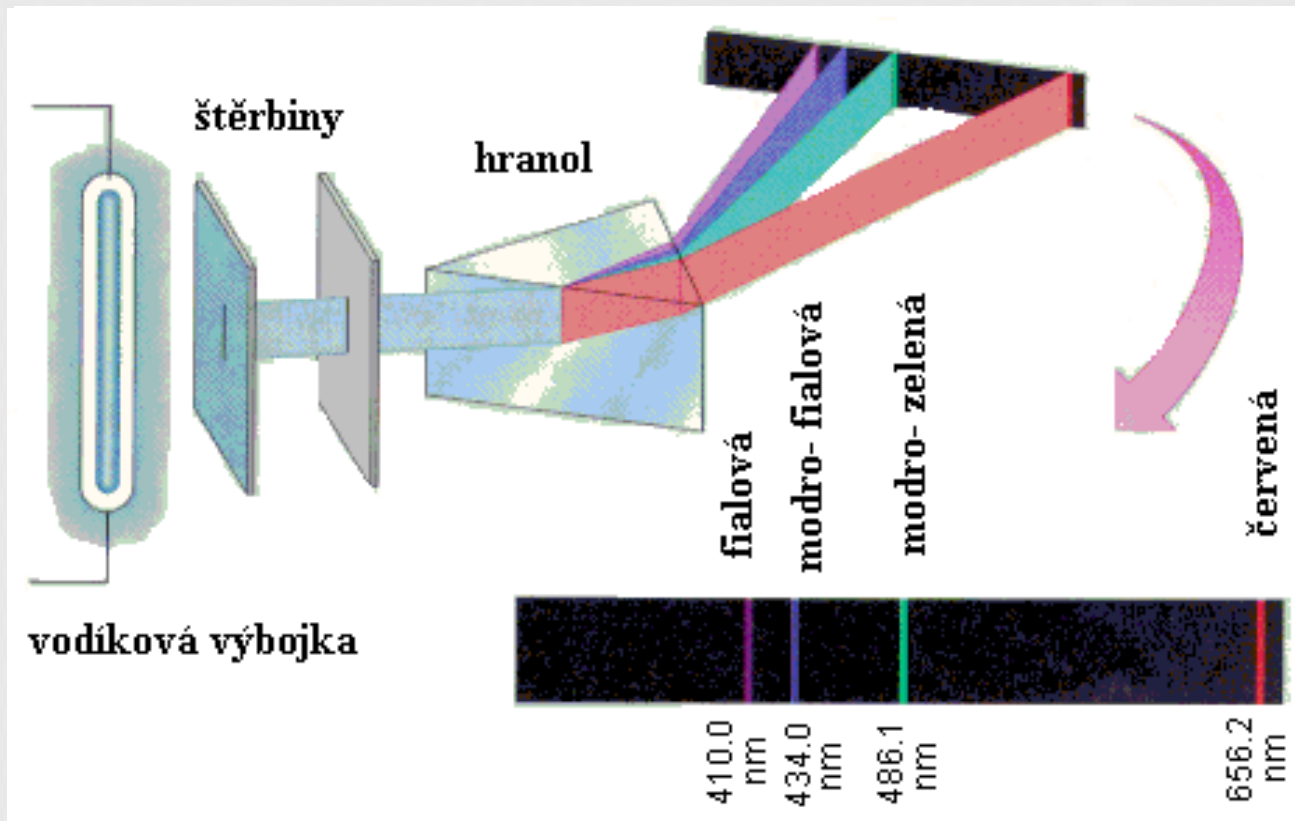 štěrbiny
hranol
vodíková výbojka
fialová
modro- fialová
modro- zelená
červená
410.0
nm
434.0
nm
486.1
nm
656.2
nm